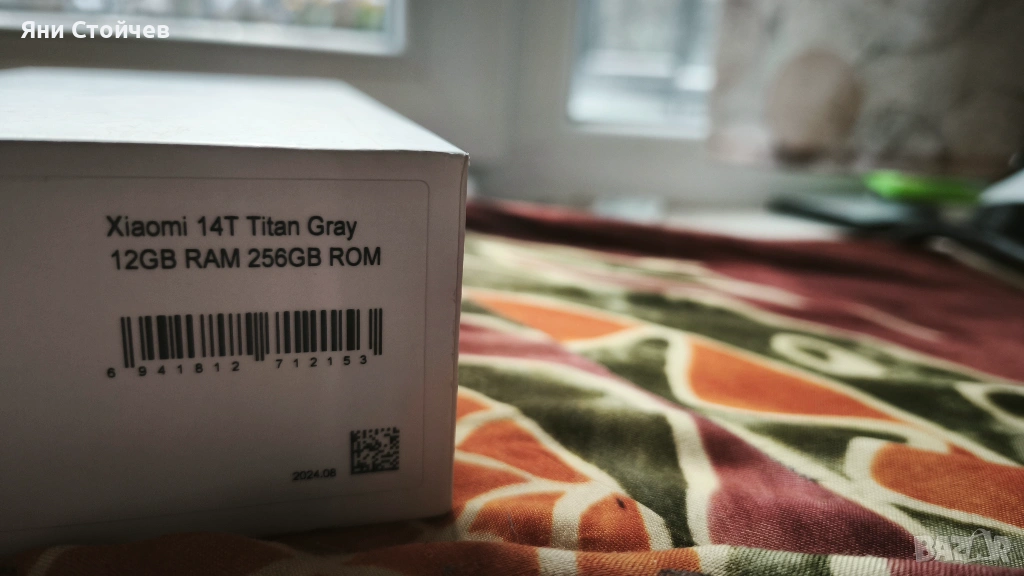 Яни Стойчев
Xiaomi 14T Titan Gray
12GB RAM 256GB ROM
6 941812 712153
2024.08
BAZAR